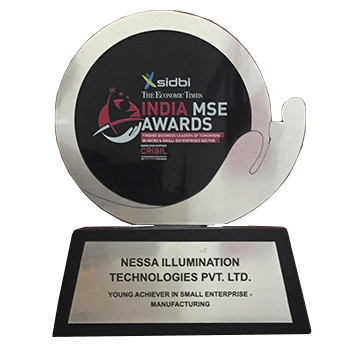 sidbi
THE ECONOMIC TIMES
INDIA MSE
AWARDS
FINDING BUSINESS LEADERS OF TOMORROW
IN MICRO & SMALL ENTERPRISES SECTOR
CRISIL
NESSA ILLUMINATION
TECHNOLOGIES PVT. LTD.
YOUNG ACHIEVER IN SMALL ENTERPRISE -
MANUFACTURING